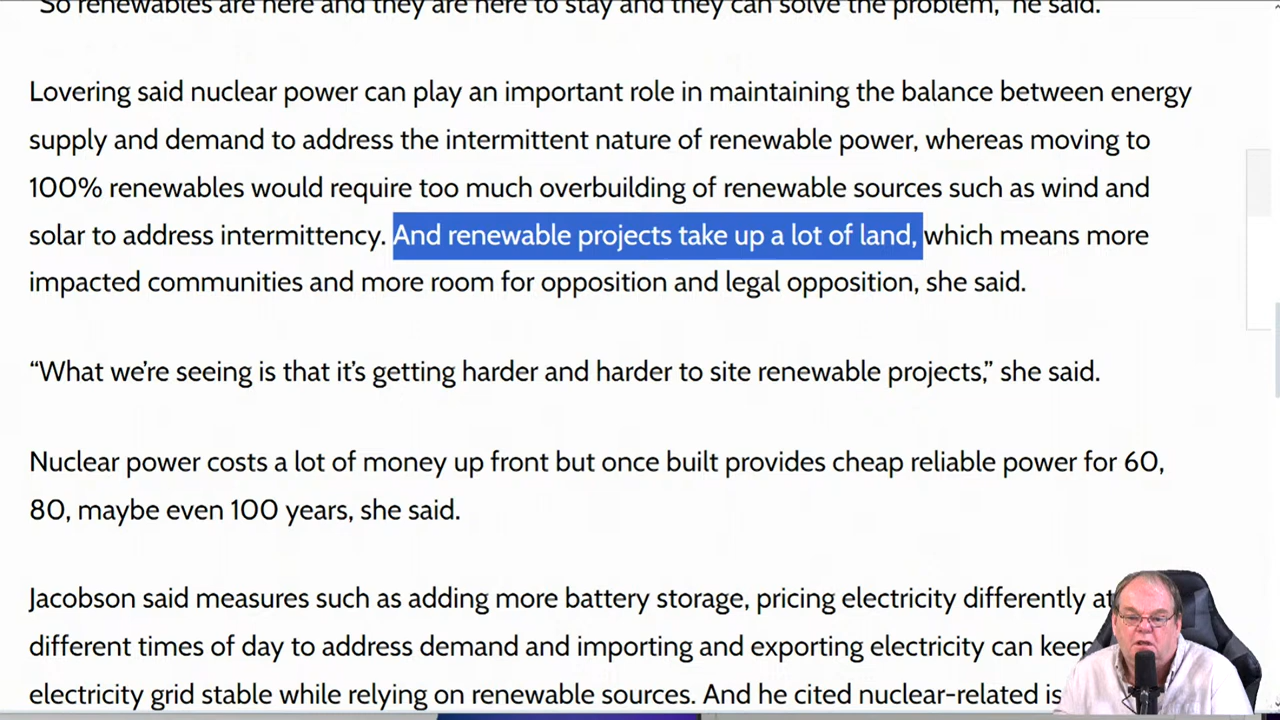 "So renewables are here and they are here to stay and they can solve the problem," he said.
Lovering said nuclear power can play an important role in maintaining the balance between energy
supply and demand to address the intermittent nature of renewable power, whereas moving to
100% renewables would require too much overbuilding of renewable sources such as wind and
solar to address intermittency. And renewable projects take up a lot of land, which means more
impacted communities and more room for opposition and legal opposition, she said.
“What we’re seeing is that it’s getting harder and harder to site renewable projects,” she said.
Nuclear power costs a lot of money up front but once built provides cheap reliable power for 60,
80, maybe even 100 years, she said.
Jacobson said measures such as adding more battery storage, pricing electricity differently at
different times of day to address demand and importing and exporting electricity can keep
electricity grid stable while relying on renewable sources. And he cited nuclear-related is